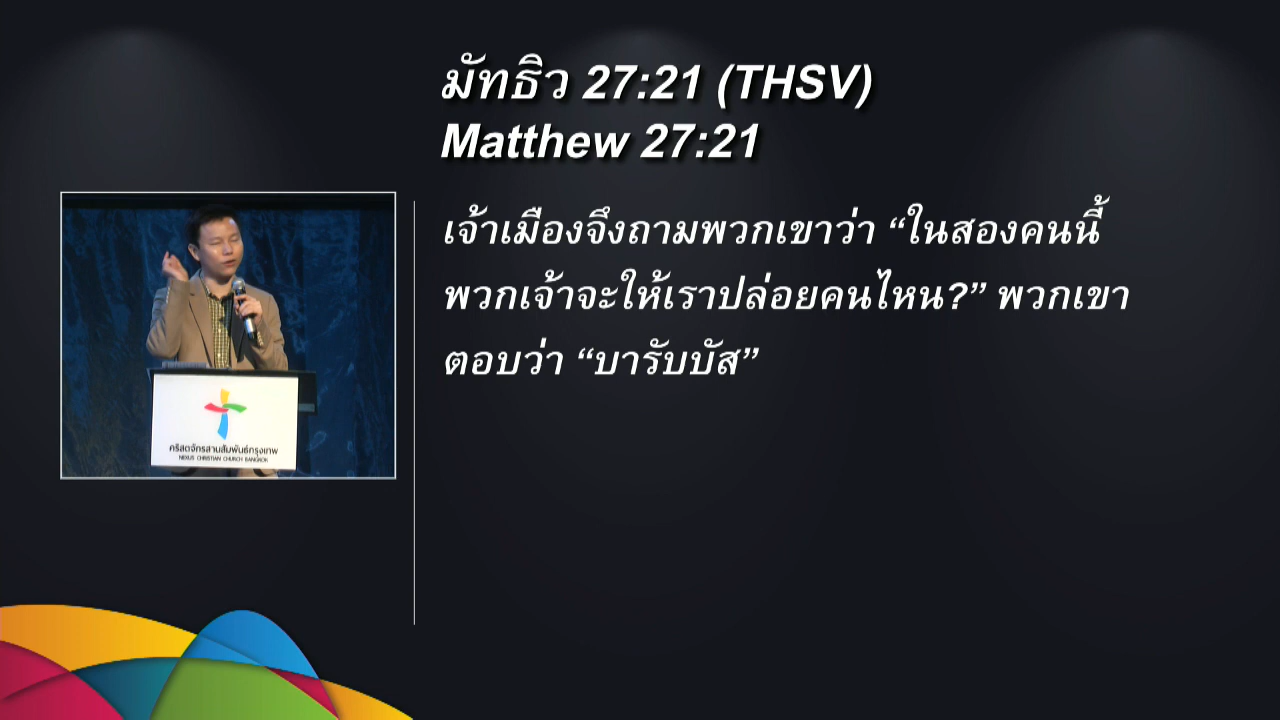 มัทธิว 27:21 (THSV)
Matthew 27:21
เจ้าเมืองจึงถามพวกเขาว่า “ในสองคนนี้
พวกเจ้าจะให้เราปล่อยคนไหน?” พวกเขา
ตอบว่า “บารับบัส”
คริสตจักรสานสัมพันธ์กรุงเทพ
NEXUS CHRISTIAN CHURCH BANGKOK